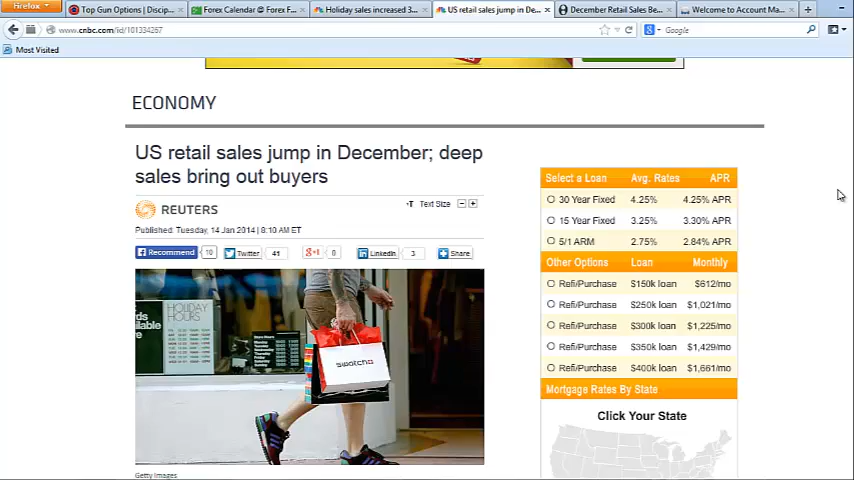 Firefox
Top Gun Options | Discip...
Forex Calendar @ Forex F...
Holiday sales increased 3...
US retail sales jump in De...
December Retail Sales Be...
Welcome to Account Ma...
www.cnbc.com/id/101334267
Google
Most Visited
ECONOMY
US retail sales jump in December; deep
sales bring out buyers
REUTERS
Text Size
Published: Tuesday, 14 Jan 2014 | 8:10 AM ET
Recommend 10
Twitter 41
g+1 0
LinkedIn 3
Share
HOLIDAY
HOURS
swatch
Getty Images
Select a Loan Avg. Rates APR
30 Year Fixed 4.25% 4.25% APR
15 Year Fixed 3.25% 3.30% APR
5/1 ARM 2.75% 2.84% APR
Other Options Loan Monthly
Refi/Purchase $150k loan $612/mo
Refi/Purchase $250k loan $1,021/mo
Refi/Purchase $300k loan $1,225/mo
Refi/Purchase $350k loan $1,429/mo
Refi/Purchase $400k loan $1,661/mo
Mortgage Rates By State
Click Your State